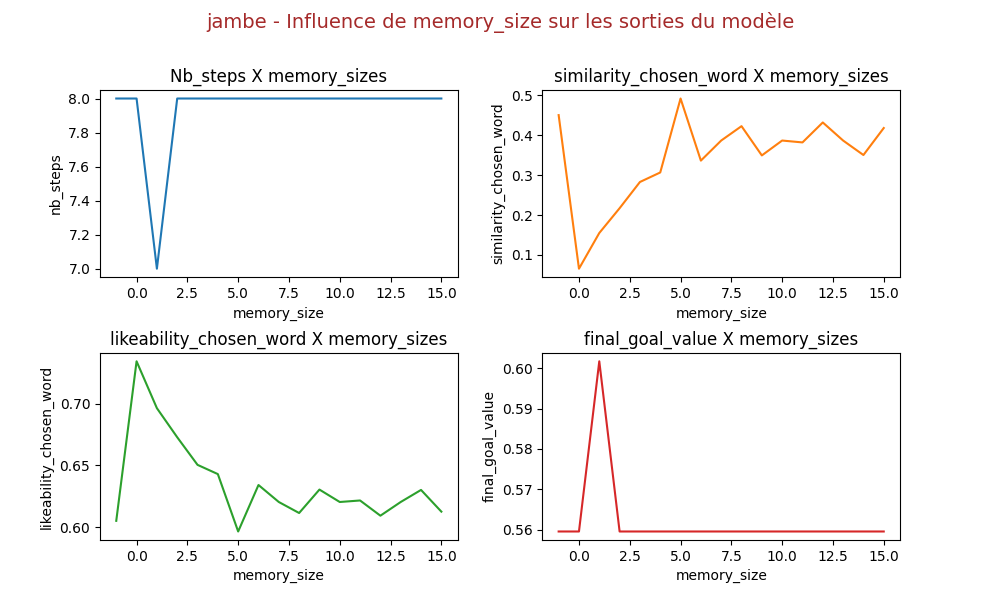 jambe - Influence de memory_size sur les sorties du modèle
Nb_steps X memory_sizes
nb_steps
8.0
7.8
7.6
7.4
7.2
7.0
0.0 2.5 5.0 7.5 10.0 12.5 15.0
memory_size
similarity_chosen_word X memory_sizes
similarity_chosen_word
0.5
0.4
0.3
0.2
0.1
0.0 2.5 5.0 7.5 10.0 12.5 15.0
memory_size
likeability_chosen_word X memory_sizes
likeability_chosen_word
0.70
0.65
0.60
0.0 2.5 5.0 7.5 10.0 12.5 15.0
memory_size
final_goal_value X memory_sizes
final_goal_value
0.60
0.59
0.58
0.57
0.56
0.0 2.5 5.0 7.5 10.0 12.5 15.0
memory_size